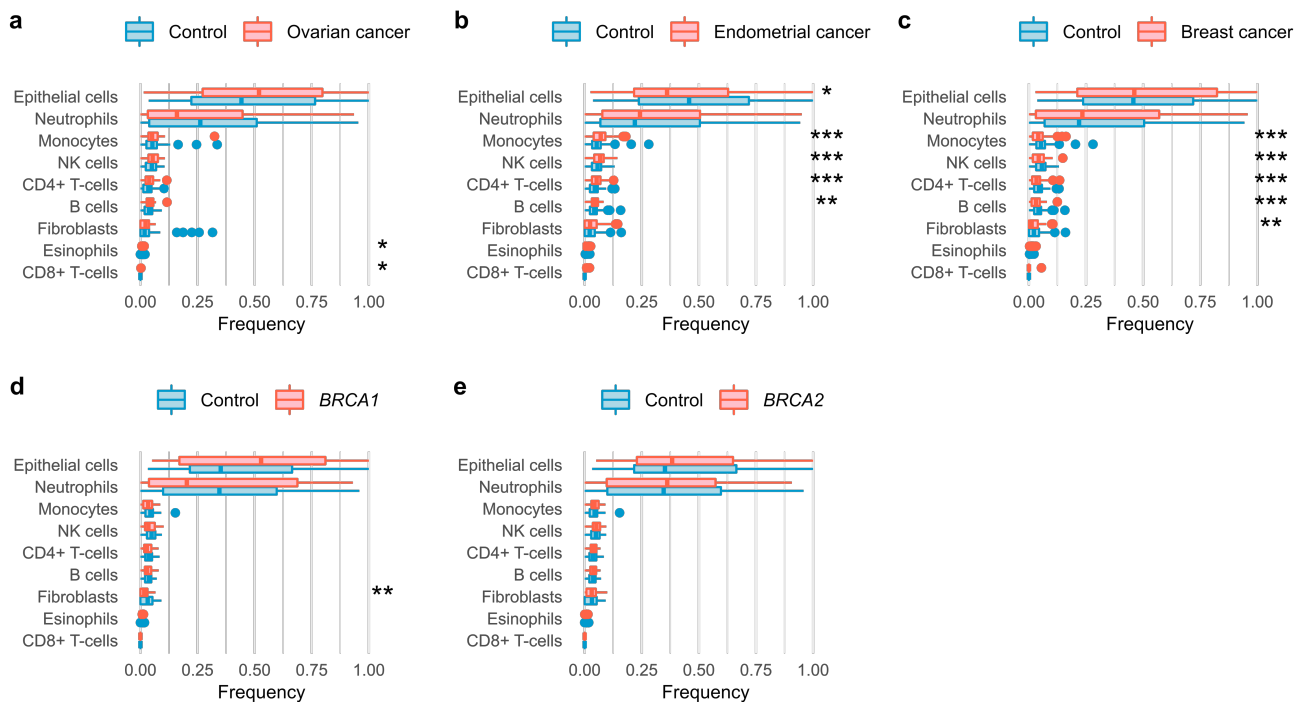 a
Control Ovarian cancer
Epithelial cells
Neutrophils
Monocytes
NK cells
CD4+ T-cells
B cells
Fibroblasts
Esinophils *
CD8+ T-cells *
0.00 0.25 0.50 0.75 1.00
Frequency
b
Control Endometrial cancer
Epithelial cells *
Neutrophils
Monocytes ***
NK cells ***
CD4+ T-cells ***
B cells **
Fibroblasts
Esinophils
CD8+ T-cells
0.00 0.25 0.50 0.75 1.00
Frequency
c
Control Breast cancer
Epithelial cells
Neutrophils
Monocytes ***
NK cells ***
CD4+ T-cells ***
B cells ***
Fibroblasts **
Esinophils
CD8+ T-cells
0.00 0.25 0.50 0.75 1.00
Frequency
d
Control BRCA1
Epithelial cells
Neutrophils
Monocytes
NK cells
CD4+ T-cells
B cells
Fibroblasts **
Esinophils
CD8+ T-cells
0.00 0.25 0.50 0.75 1.00
Frequency
e
Control BRCA2
Epithelial cells
Neutrophils
Monocytes
NK cells
CD4+ T-cells
B cells
Fibroblasts
Esinophils
CD8+ T-cells
0.00 0.25 0.50 0.75 1.00
Frequency